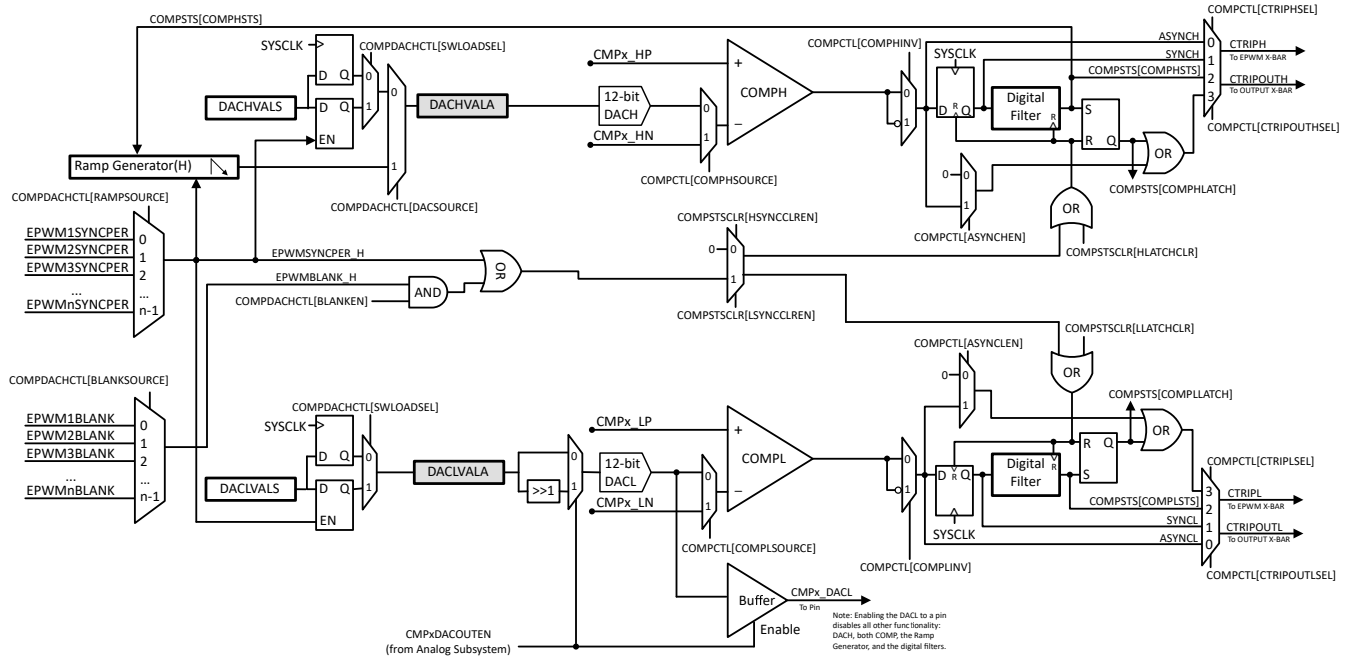 COMPSTS[COMPHSTS]
COMPCTL[CTRIPHSEL]
SYSCLK
COMPDACHCTL[SWLOADSEL]
D Q
0
DACHVALS
D Q
1
EN
0
1
DACHVALA
CMPx_HP
12-bit
DACH
CMPx_HN
0
1
+
COMPH
–
COMPCTL[COMPHINV]
0
1
SYSCLK
D R Q
Digital
Filter
R
S
R Q
OR
ASYNCH
SYNCH
COMPSTS[COMPHSTS]
0
1
2
3
CTRIPH
To EPWM X-BAR
CTRIPOUTH
To OUTPUT X-BAR
COMPCTL[CTRIPOUTHSEL]
Ramp Generator(H)
COMPDACHCTL[RAMPSOURCE]
COMPDACHCTL[DACSOURCE]
COMPCTL[COMPHSOURCE]
0
0
1
COMPCTL[ASYNCHEN]
COMPSTS[COMPHLATCH]
OR
COMPSTSCLR[HLATCHCLR]
EPWM1SYNCPER
EPWM2SYNCPER
EPWM3SYNCPER
...
EPWMnSYNCPER
0
1
2
...
n-1
EPWMSYNCPER_H
EPWMBLANK_H
COMPDACHCTL[BLANKEN]
AND
OR
COMPSTSCLR[HSYNCCLREN]
0
0
1
COMPSTSCLR[LSYNCCLREN]
COMPSTSCLR[LLATCHCLR]
COMPDACHCTL[BLANKSOURCE]
EPWM1BLANK
EPWM2BLANK
EPWM3BLANK
...
EPWMnBLANK
0
1
2
...
n-1
COMPDACHCTL[SWLOADSEL]
SYSCLK
D Q
0
DACLVALS
D Q
1
EN
DACLVALA
>>1
0
1
CMPx_LP
12-bit
DACL
CMPx_LN
0
1
+
COMPL
–
COMPCTL[COMPLSOURCE]
COMPCTL[ASYNCLEN]
0
0
1
OR
COMPSTS[COMPLLATCH]
OR
0
1
COMPCTL[COMPLINV]
D R Q
SYSCLK
Digital
Filter
R
R Q
S
COMPSTS[COMPLSTS]
SYNCL
ASYNCL
COMPCTL[CTRIPLSEL]
3
2
1
0
CTRIPL
To EPWM X-BAR
CTRIPOUTL
To OUTPUT X-BAR
COMPCTL[CTRIPOUTLSEL]
Buffer
Enable
CMPx_DACL
To Pin
Note: Enabling the DACL to a pin
disables all other functionality:
DACH, both COMP, the Ramp
Generator, and the digital filters.
CMPxDACOUTEN
(from Analog Subsystem)